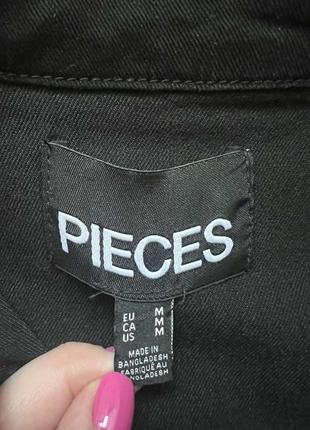 PIECES
EU M
CA M
US M
MADE IN
BANGLADESH
FABRIQUÉ AU
BANGLADESH